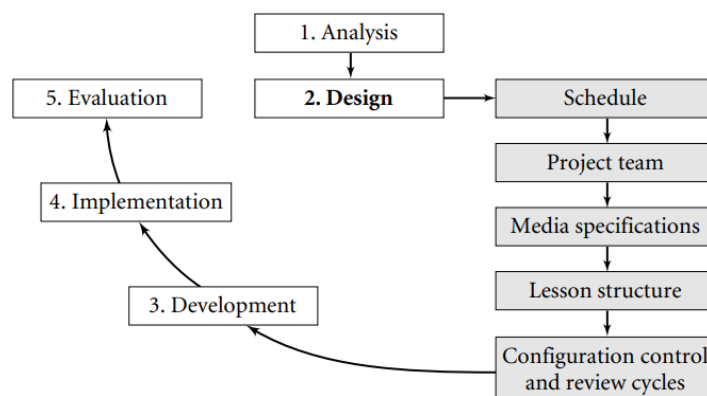 1. Analysis
2. Design
Schedule
Project team
Media specifications
Lesson structure
Configuration control
and review cycles
3. Development
4. Implementation
5. Evaluation